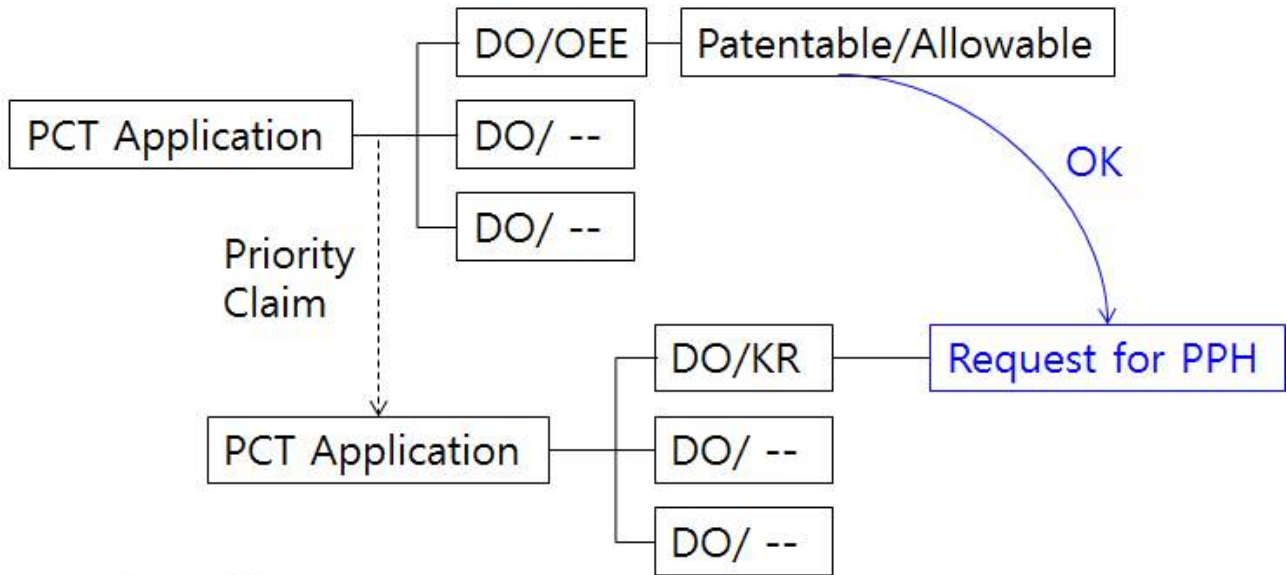 DO/OEE
Patentable/Allowable
PCT Application
DO/ --
OK
DO/ --
Priority
Claim
DO/KR
Request for PPH
PCT Application
DO/ --
DO/ --